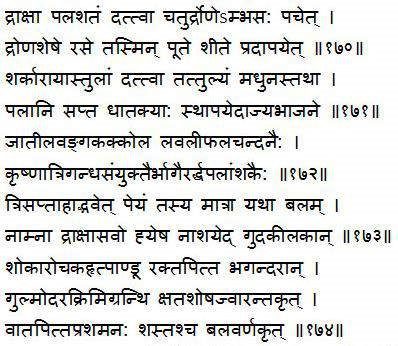 द्राक्षा पलशतं दत्त्वा चतुर्द्रोणेऽम्भसः पचेत् ।
द्रोणशेषे रसे तस्मिन् पूते शीते प्रदापयेत् ॥१७०॥
शर्कारायास्तुलां दत्त्वा तत्तुल्यं मधुनस्तथा ।
पलानि सप्त धातक्याः स्थापयेदाज्यभाजने ॥१७१॥
जातीलवङ्गकक्कोल लवलीफलचन्दनैः ।
कृष्णात्रिगन्धसंयुक्तैर्भागैरर्द्धपलांशकैः ॥१७२॥
त्रिसप्ताहाद्भवेत् पेयं तस्य मात्रा यथा बलम् ।
नाम्ना द्राक्षासवो ह्येष नाशयेद् गुदकीलकान् ॥१७३॥
शोकारोचकहृत्पाण्डू रक्तपित्त भगन्दरान् ।
गुल्मोदरक्रिमिग्रन्थि क्षतशोषज्वारन्तकृत् ।
वातपित्तप्रशमनः शस्तश्च बलवर्णकृत् ॥१७४॥